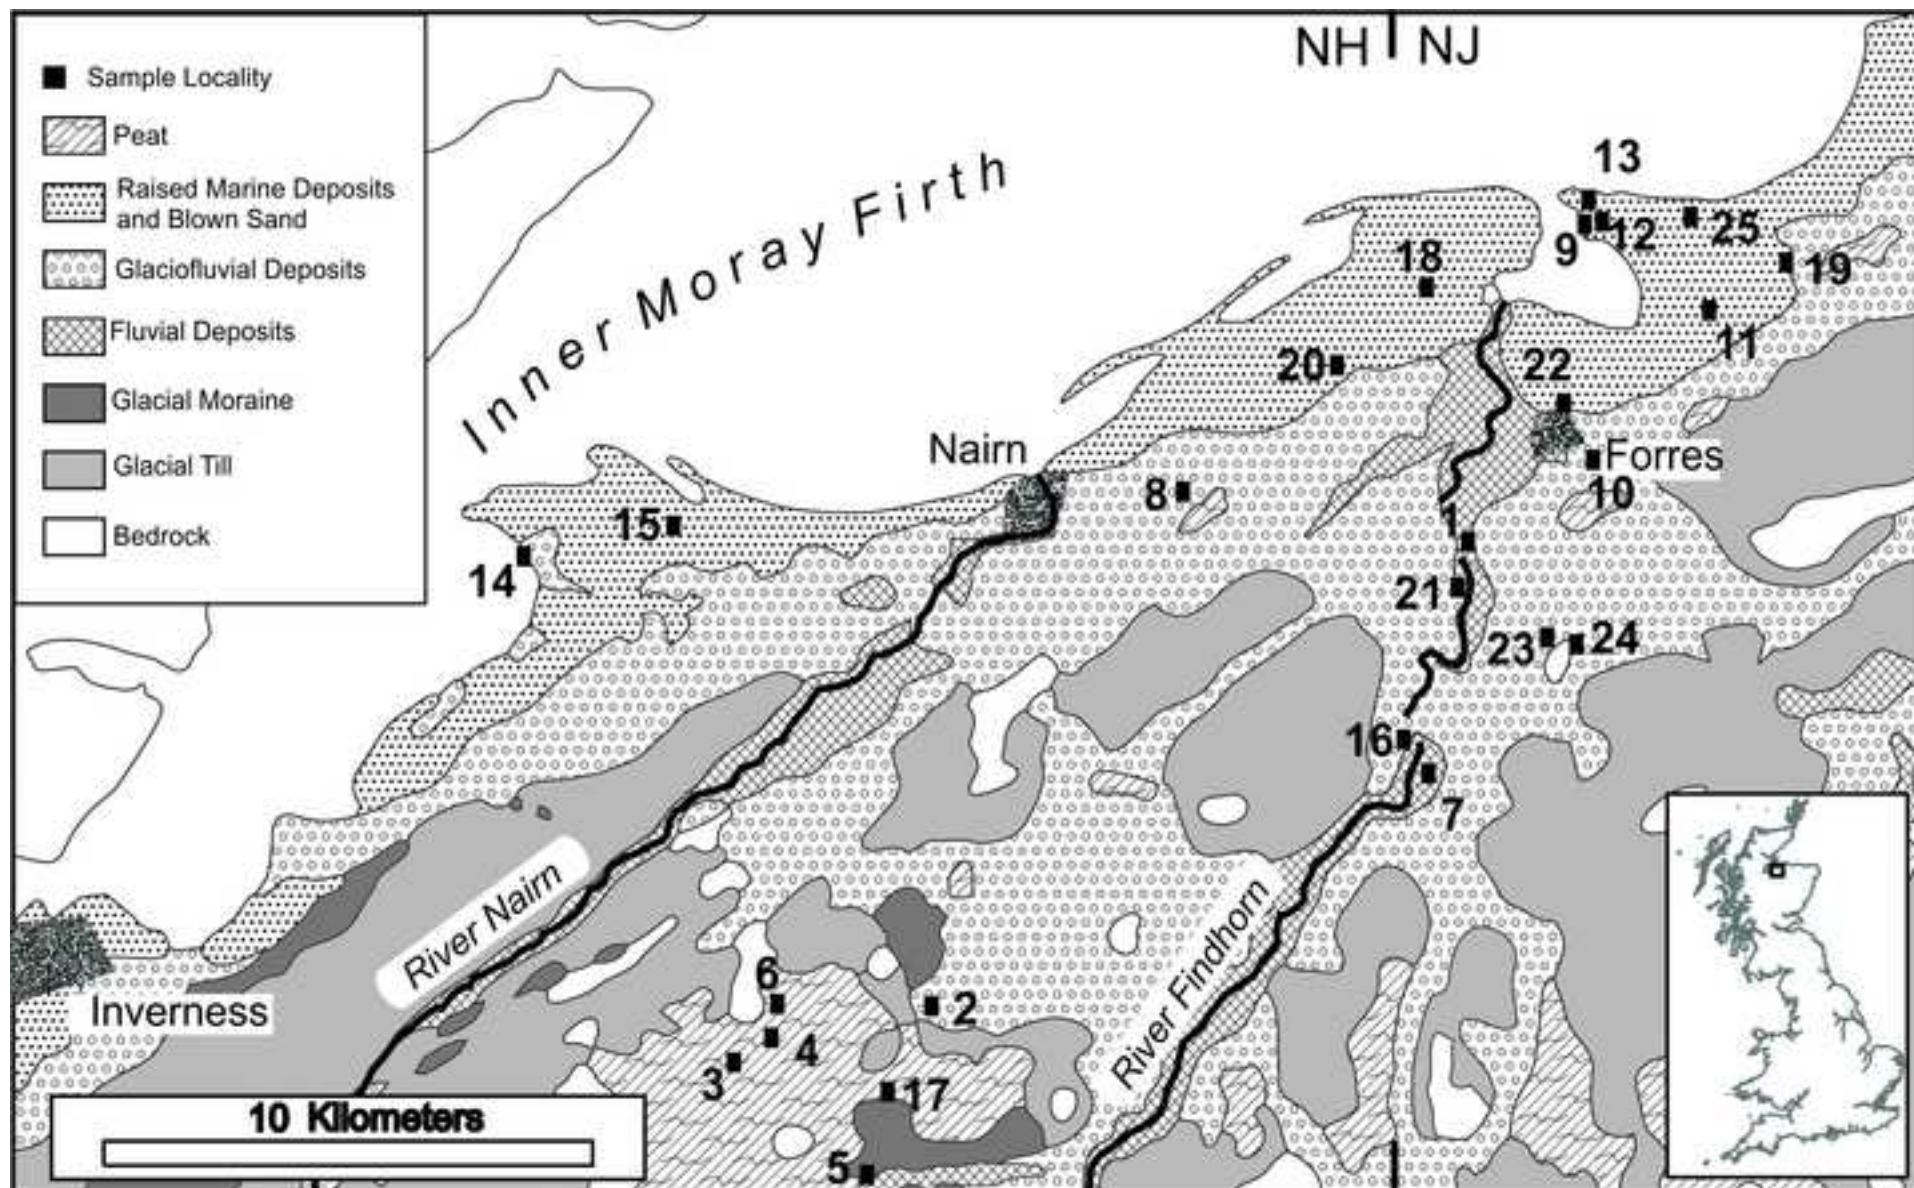 NH NJ
Sample Locality
Peat
Raised Marine Deposits
and Blown Sand
Glaciofluvial Deposits
Fluvial Deposits
Glacial Moraine
Glacial Till
Bedrock
Inner Moray Firth
13
9
12
25
18
19
11
20
22
Nairn
Forres
8
10
15
1
14
21
23
24
16
7
River Nairn
River Findhorn
6
2
Inverness
4
3
17
10 Kilometers
5